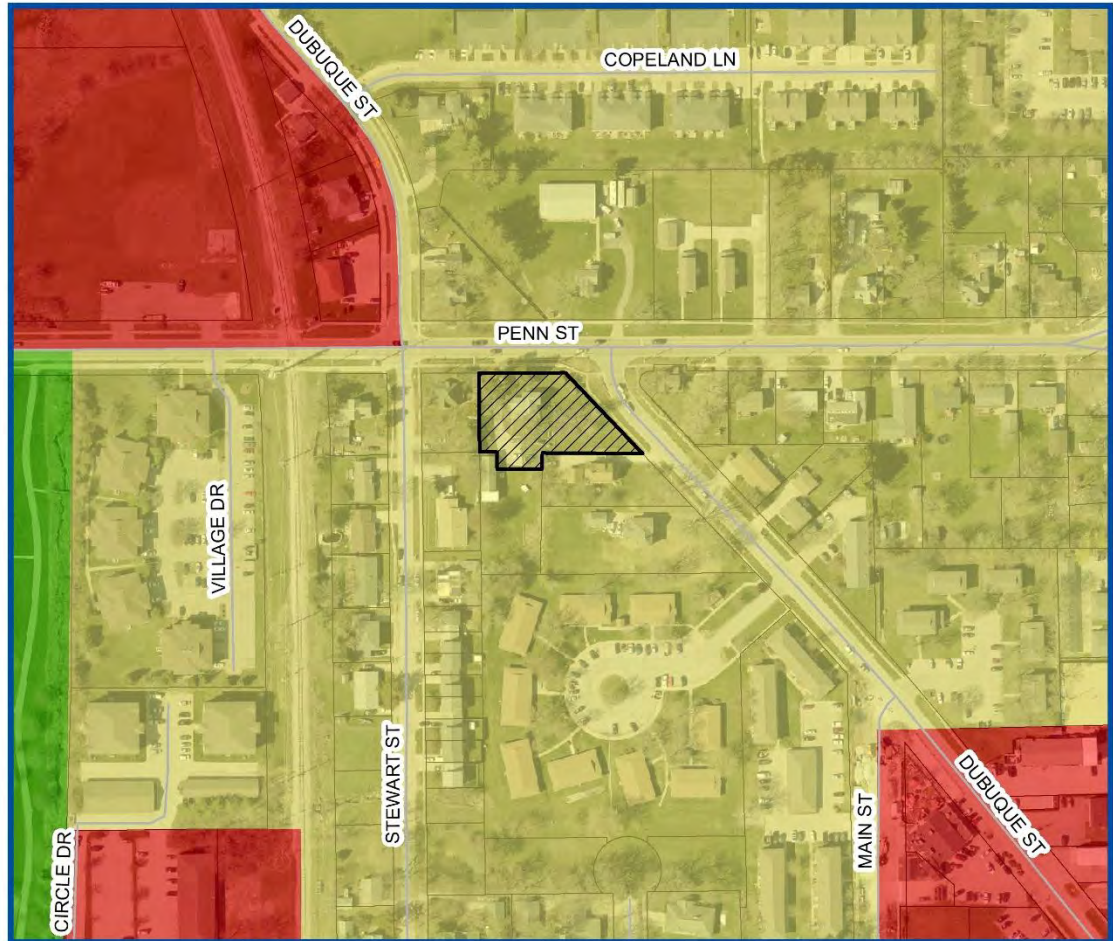 DUBUQUE ST
COPELAND LN
PENN ST
VILLAGE DR
STEWART ST
CIRCLE DR
MAIN ST
DUBUQUE ST